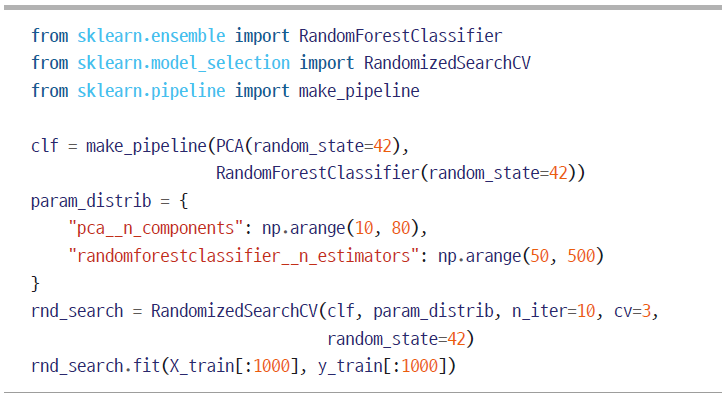 from sklearn.ensemble import RandomForestClassifier
from sklearn.model_selection import RandomizedSearchCV
from sklearn.pipeline import make_pipeline

clf = make_pipeline(PCA(random_state=42),
                    RandomForestClassifier(random_state=42))
param_distrib = {
    "pca__n_components": np.arange(10, 80),
    "randomforestclassifier__n_estimators": np.arange(50, 500)
}
rnd_search = RandomizedSearchCV(clf, param_distrib, n_iter=10, cv=3,
                                random_state=42)
rnd_search.fit(X_train[:1000], y_train[:1000])